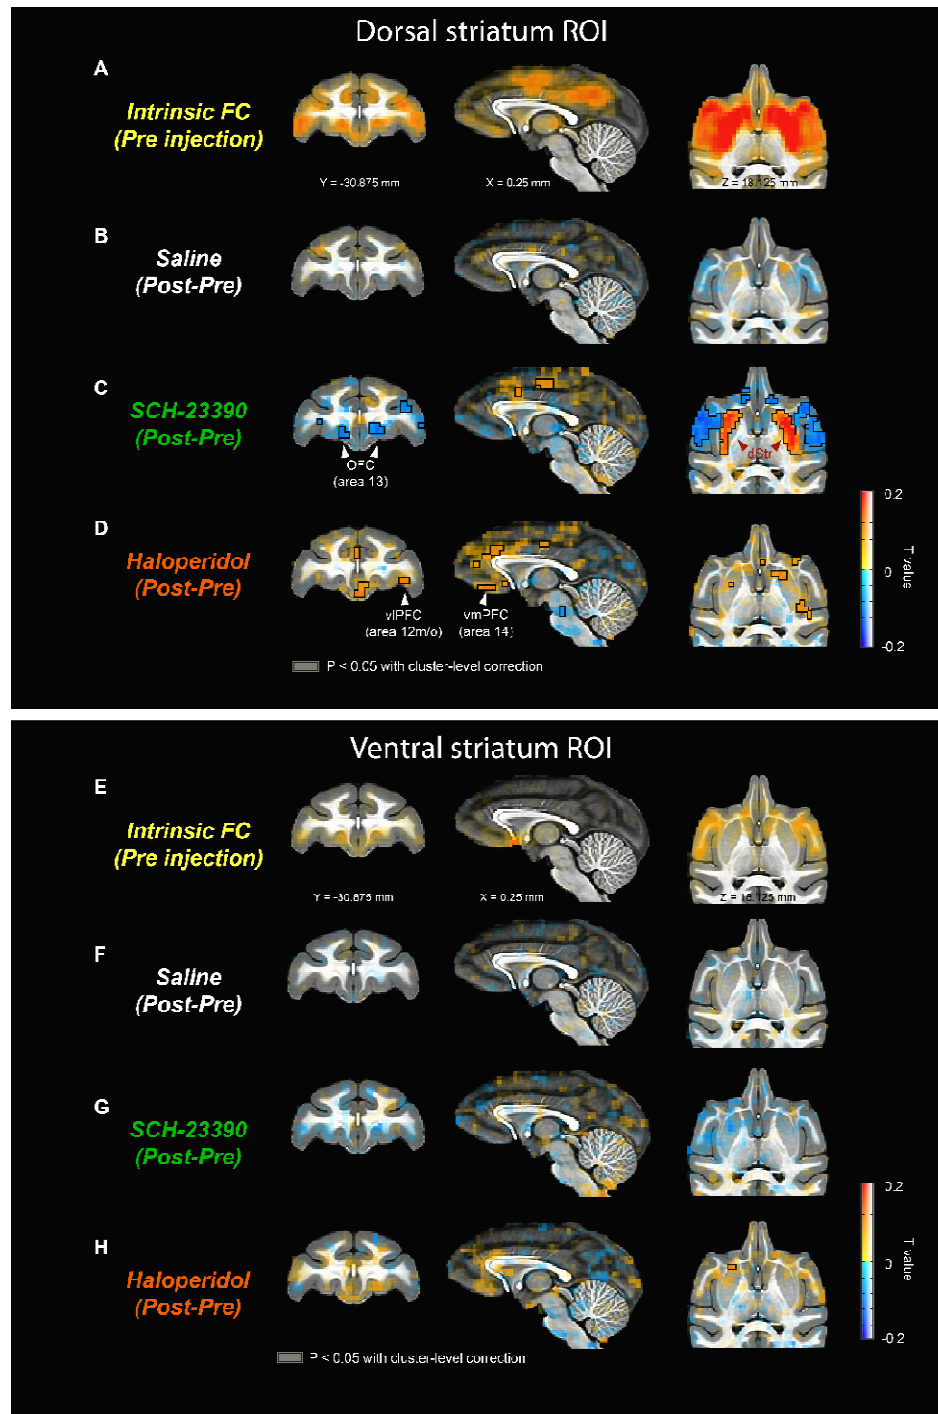 Dorsal striatum ROI
A
Intrinsic FC
(Pre injection)
Y = -30.875 mm
X = 0.25 mm
Z = 18.125 mm
B
Saline
(Post-Pre)
C
SCH-23390
(Post-Pre)
OFC
(area 13)
dStr
D
Haloperidol
(Post-Pre)
vlPFC
(area 12m/o)
vmPFC
(area 14)
0.2
0
-0.2
T value
P < 0.05 with cluster-level correction
Ventral striatum ROI
E
Intrinsic FC
(Pre injection)
Y = -30.875 mm
X = 0.25 mm
Z = 18.125 mm
F
Saline
(Post-Pre)
G
SCH-23390
(Post-Pre)
H
Haloperidol
(Post-Pre)
0.2
0
-0.2
T value
P < 0.05 with cluster-level correction